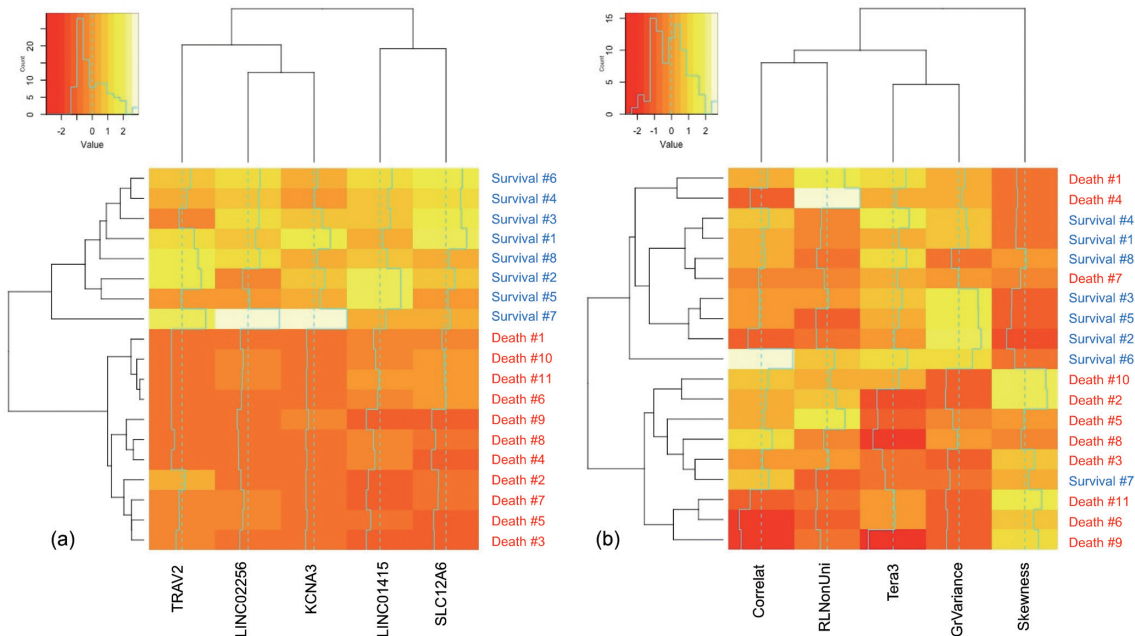 Count
0 5 10 20
-2 0 1 2
Value
Survival #6
Survival #4
Survival #3
Survival #1
Survival #8
Survival #2
Survival #5
Survival #7
Death #1
Death #10
Death #11
Death #6
Death #9
Death #8
Death #4
Death #2
Death #7
Death #5
Death #3
(a)
TRAV2
LINC02256
KCNA3
LINC01415
SLC12A6
Count
0 5 10 15
-2 -1 0 1 2
Value
Death #1
Death #4
Survival #4
Survival #1
Survival #8
Death #7
Survival #3
Survival #5
Survival #2
Survival #6
Death #10
Death #2
Death #5
Death #8
Death #3
Survival #7
Death #11
Death #6
Death #9
(b)
Correlat
RLNonUni
Tera3
GrVariance
Skewness